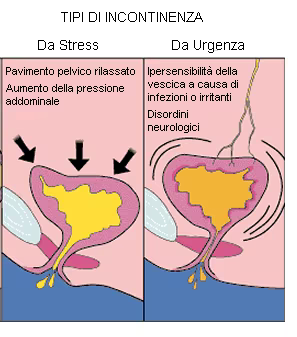 TIPI DI INCONTINENZA
Da Stress
Da Urgenza
Pavimento pelvico rilassato
Aumento della pressione
addominale
Ipersensibilità della
vescica a causa di
infezioni o irritanti
Disordini
neurologici